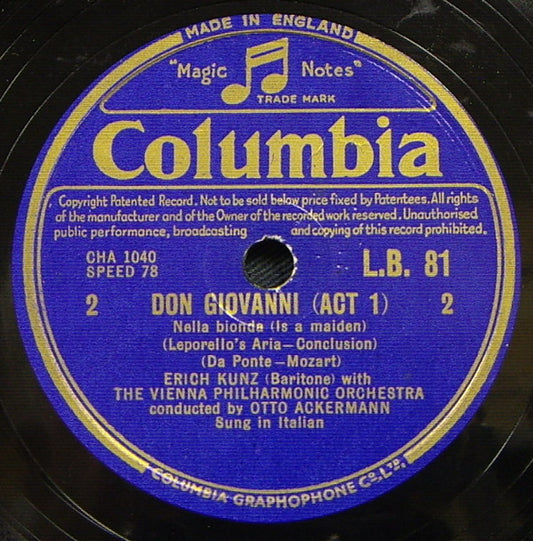 MADE IN ENGLAND
"Magic Notes"
TRADE MARK
Columbia
Copyright Patented Record. Not to be sold below price fixed by Patentees. All rights
of the manufacturer and of the Owner of the recorded work reserved. Unauthorised
public performance, broadcasting and copying of this record prohibited.
CHA 1040
SPEED 78
L.B. 81
2 DON GIOVANNI (ACT 1) 2
Nella bionda (Is a maiden)
(Leporello's Aria—Conclusion)
(Da Ponte—Mozart)
ERICH KUNZ (Baritone) with
THE VIENNA PHILHARMONIC ORCHESTRA
conducted by OTTO ACKERMANN
Sung in Italian
COLUMBIA GRAPHOPHONE CO. LTD.